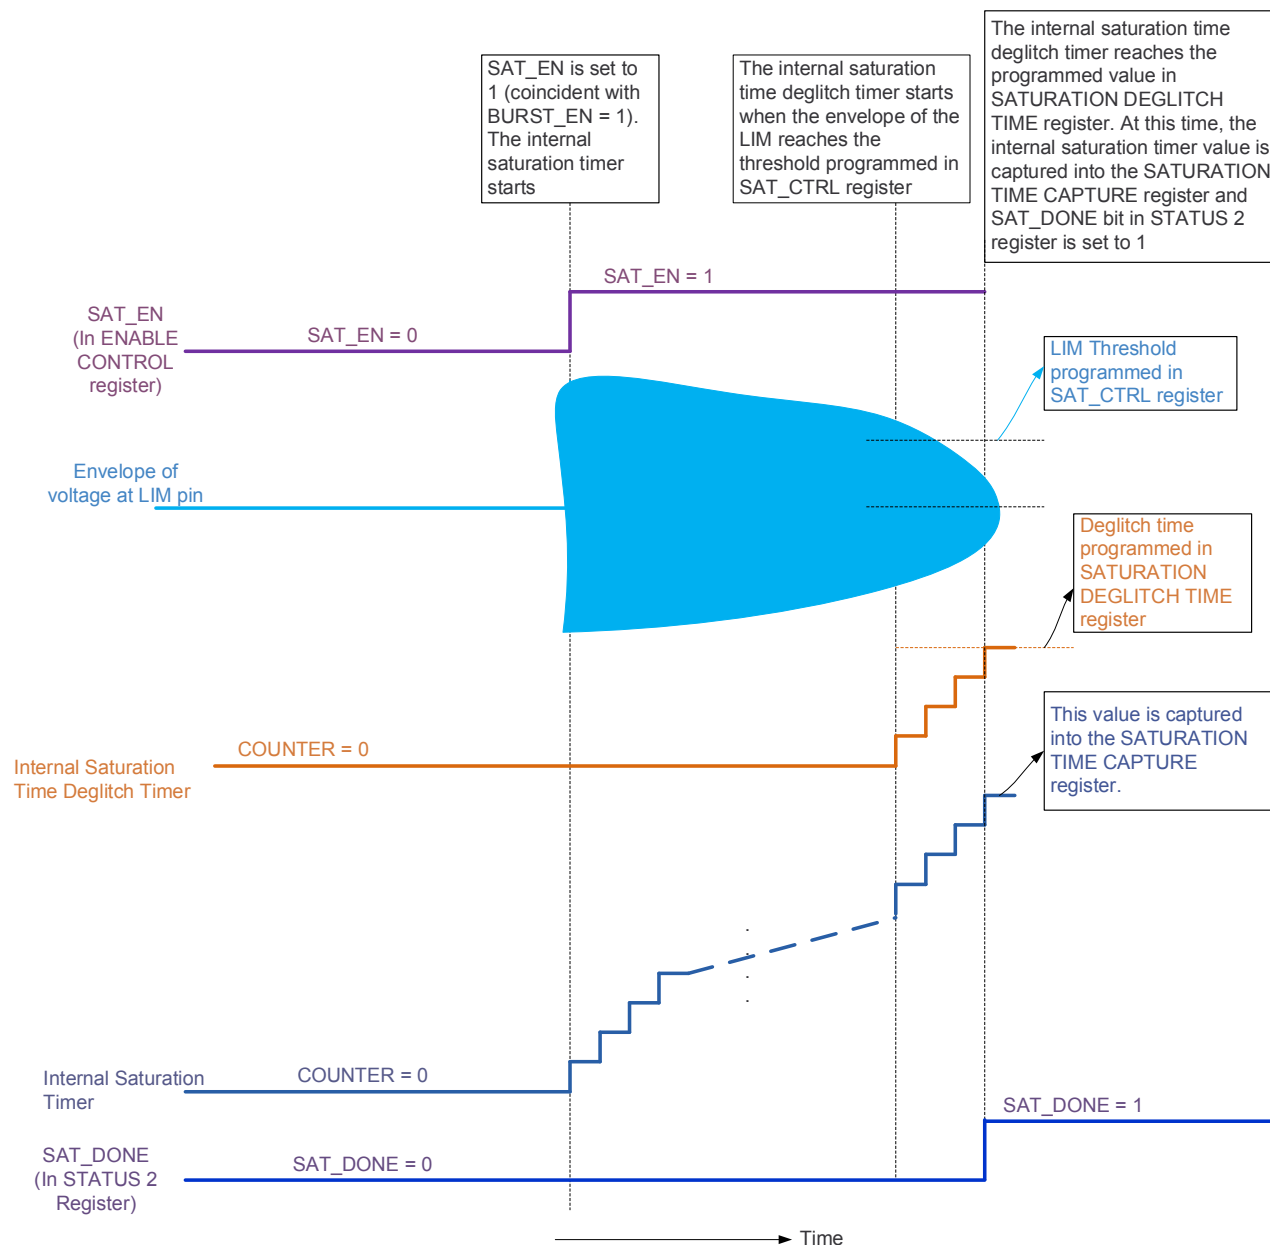 SAT_EN is set to
1 (coincident with
BURST_EN = 1).
The internal
saturation timer
starts
The internal saturation
time deglitch timer starts
when the envelope of the
LIM reaches the
threshold programmed in
SAT_CTRL register
The internal saturation time
deglitch timer reaches the
programmed value in
SATURATION DEGLITCH
TIME register. At this time, the
internal saturation timer value is
captured into the SATURATION
TIME CAPTURE register and
SAT_DONE bit in STATUS 2
register is set to 1
SAT_EN
(In ENABLE
CONTROL
register)
SAT_EN = 0
SAT_EN = 1
LIM Threshold
programmed in
SAT_CTRL register
Envelope of
voltage at LIM pin
Deglitch time
programmed in
SATURATION
DEGLITCH TIME
register
COUNTER = 0
Internal Saturation
Time Deglitch Timer
This value is captured
into the SATURATION
TIME CAPTURE
register.
Internal Saturation
Timer
COUNTER = 0
SAT_DONE
(In STATUS 2
Register)
SAT_DONE = 0
SAT_DONE = 1
Time